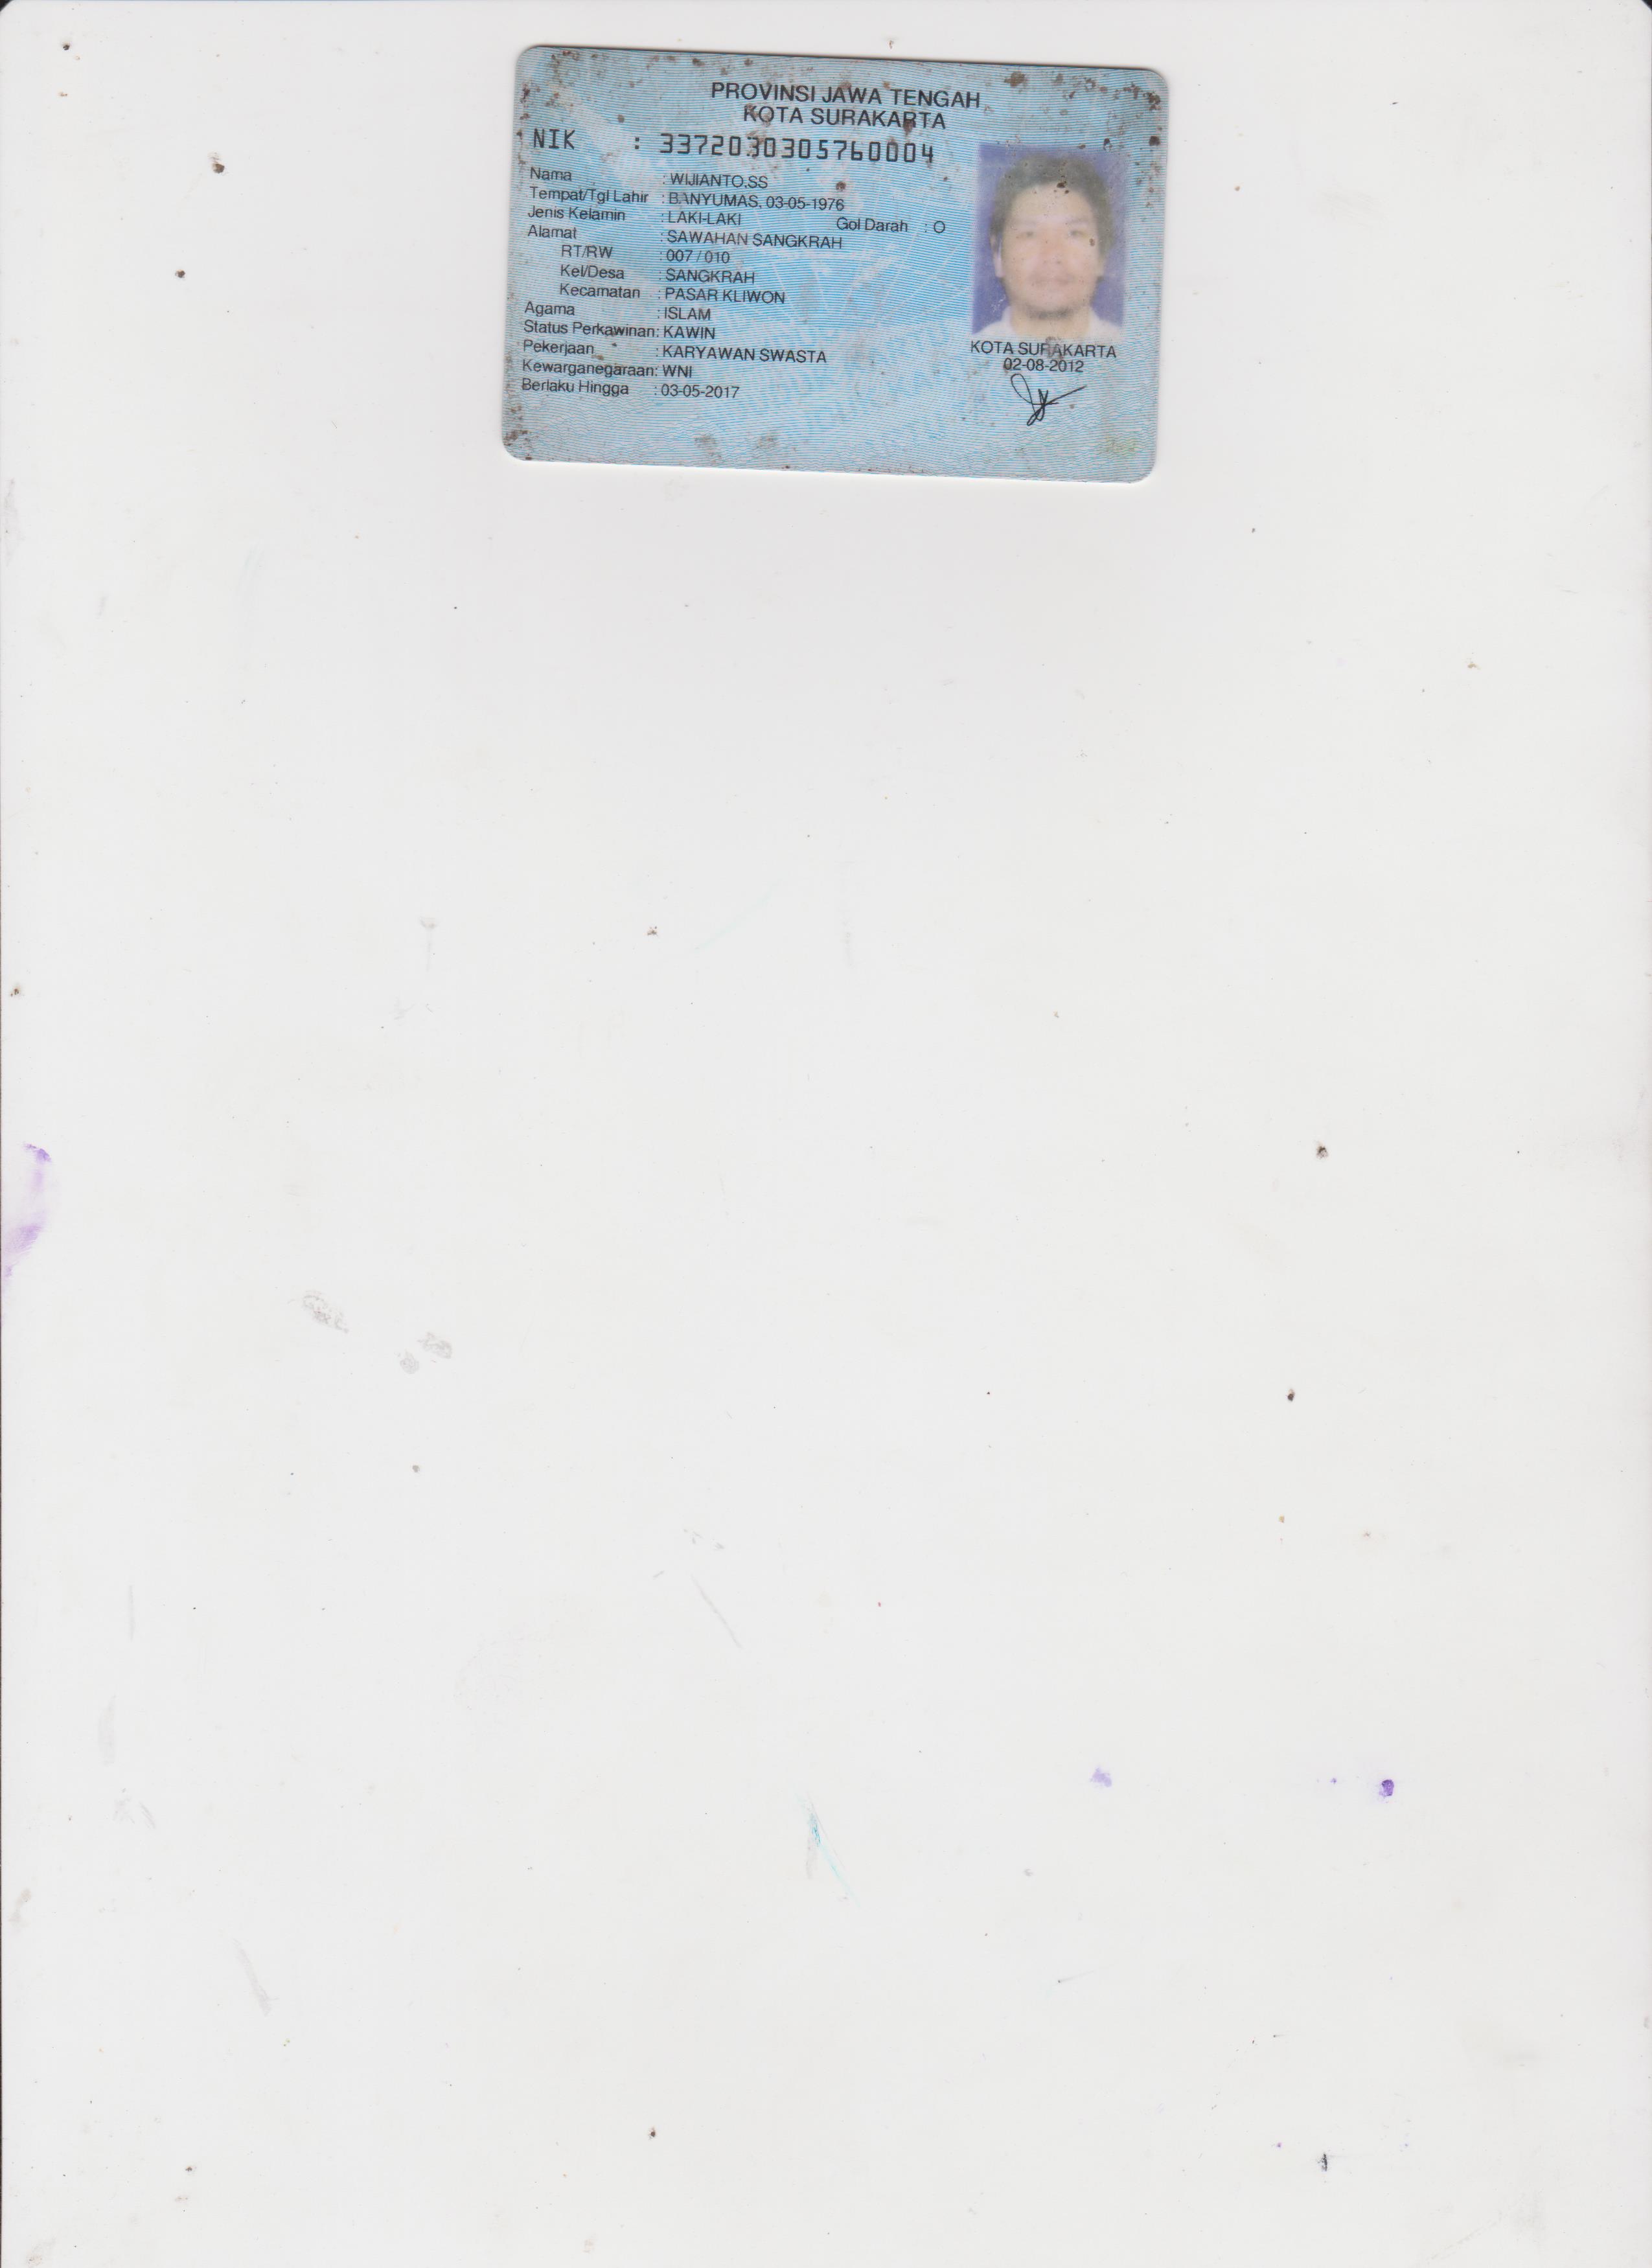 PROVINSI JAWA TENGAH
KOTA SURAKARTA
NIK : 3372030305760004
Nama : WIJIANTO,SS
Tempat/Tgl Lahir : BANYUMAS, 03-05-1976
Jenis Kelamin : LAKI-LAKI Gol Darah : O
Alamat : SAWAHAN SANGKRAH
RT/RW : 007 / 010
Kel/Desa : SANGKRAH
Kecamatan : PASAR KLIWON
Agama : ISLAM
Status Perkawinan: KAWIN
Pekerjaan : KARYAWAN SWASTA
Kewarganegaraan: WNI
Berlaku Hingga : 03-05-2017
KOTA SURAKARTA
02-08-2012